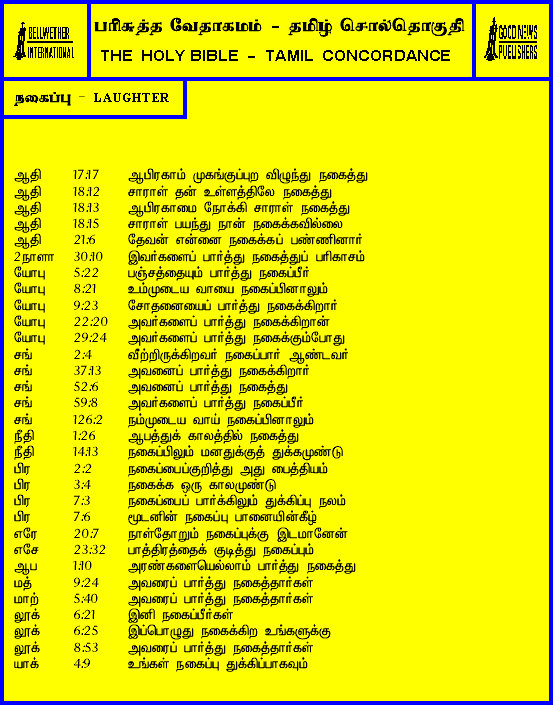 BELLWETHER
INTERNATIONAL
பரிசுத்த வேதாகமம் - தமிழ் சொல்தொகுதி
THE HOLY BIBLE - TAMIL CONCORDANCE
GOOD NEWS
PUBLISHERS
நகைப்பு - LAUGHTER
ஆதி 17:17 ஆபிரகாம் முகங்குப்புற விழுந்து நகைத்து
ஆதி 18:12 சாராள் தன் உள்ளத்திலே நகைத்து
ஆதி 18:13 ஆபிரகாமை நோக்கி சாராள் நகைத்து
ஆதி 18:15 சாராள் பயந்து நான் நகைக்கவில்லை
ஆதி 21:6 தேவன் என்னை நகைக்கப் பண்ணினார்
2நாளா 30:10 இவர்களைப் பார்த்து நகைத்துப் பரிகாசம்
யோபு 5:22 பஞ்சத்தையும் பார்த்து நகைப்பீர்
யோபு 8:21 உம்முடைய வாயை நகைப்பினாலும்
யோபு 9:23 சோதனையைப் பார்த்து நகைக்கிறார்
யோபு 22:20 அவர்களைப் பார்த்து நகைக்கிறான்
யோபு 29:24 அவர்களைப் பார்த்து நகைக்கும்போது
சங் 2:4 வீற்றிருக்கிறவர் நகைப்பார் ஆண்டவர்
சங் 37:13 அவனைப் பார்த்து நகைக்கிறார்
சங் 52:6 அவனைப் பார்த்து நகைத்து
சங் 59:8 அவர்களைப் பார்த்து நகைப்பீர்
சங் 126:2 நம்முடைய வாய் நகைப்பினாலும்
நீதி 1:26 ஆபத்துக் காலத்தில் நகைத்து
நீதி 14:13 நகைப்பிலும் மனதுக்குத் துக்கமுண்டு
பிர 2:2 நகைப்பைப்குறித்து அது பைத்தியம்
பிர 3:4 நகைக்க ஒரு காலமுண்டு
பிர 7:3 நகைப்பைப் பார்க்கிலும் துக்கிப்பு நலம்
பிர 7:6 மூடனின் நகைப்பு பானையின்கீழ்
எரே 20:7 நாள்தோறும் நகைப்புக்கு இடமானேன்
எசே 23:32 பாத்திரத்தைக் குடித்து நகைப்பும்
ஆப 1:10 அரண்களையெல்லாம் பார்த்து நகைத்து
மத் 9:24 அவரைப் பார்த்து நகைத்தார்கள்
மாற் 5:40 அவரைப் பார்த்து நகைத்தார்கள்
லூக் 6:21 இனி நகைப்பீர்கள்
லூக் 6:25 இப்பொழுது நகைக்கிற உங்களுக்கு
லூக் 8:53 அவரைப் பார்த்து நகைத்தார்கள்
யாக் 4:9 உங்கள் நகைப்பு துக்கிப்பாகவும்